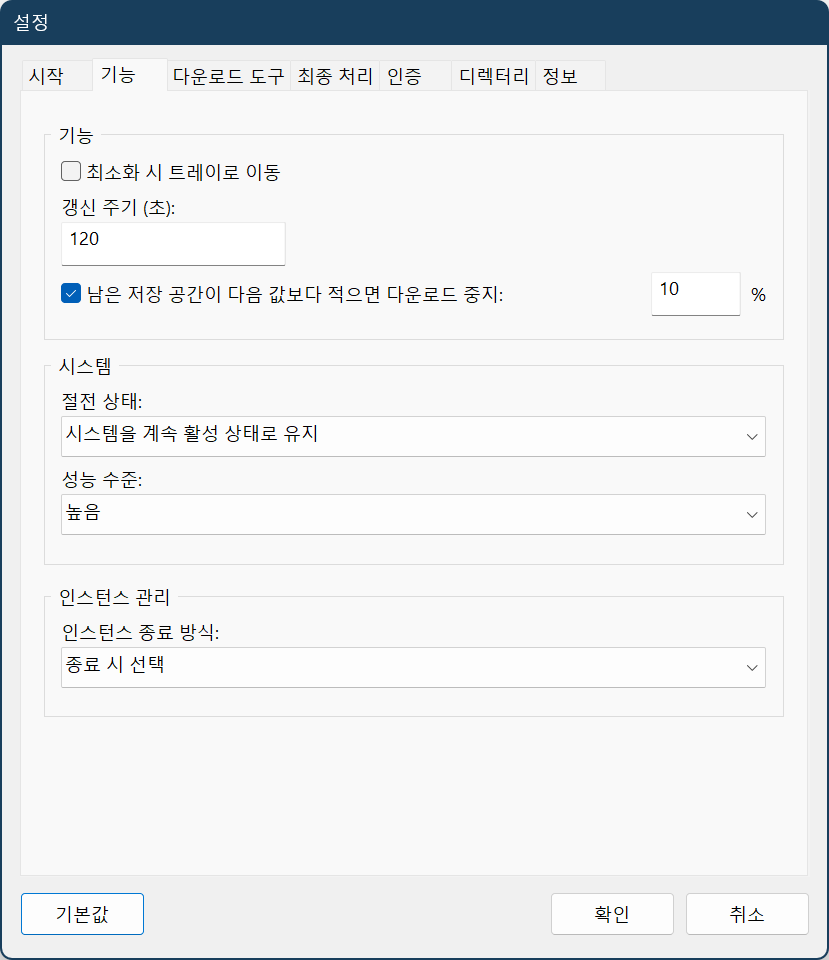 설정
시작 기능 다운로드 도구 최종 처리 인증 디렉터리 정보
기능
최소화 시 트레이로 이동
갱신 주기 (초):
120
남은 저장 공간이 다음 값보다 적으면 다운로드 중지: 10 %
시스템
절전 상태:
시스템을 계속 활성 상태로 유지
성능 수준:
높음
인스턴스 관리
인스턴스 종료 방식:
종료 시 선택
기본값 확인 취소